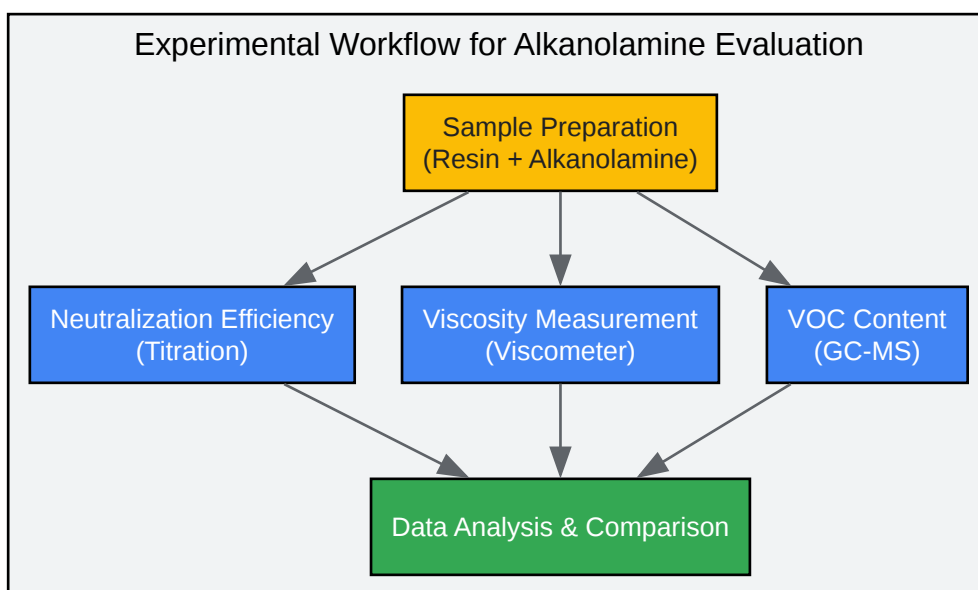 Experimental Workflow for Alkanolamine Evaluation
Sample Preparation
(Resin + Alkanolamine)
Neutralization Efficiency
(Titration)
Viscosity Measurement
(Viscometer)
VOC Content
(GC-MS)
Data Analysis & Comparison